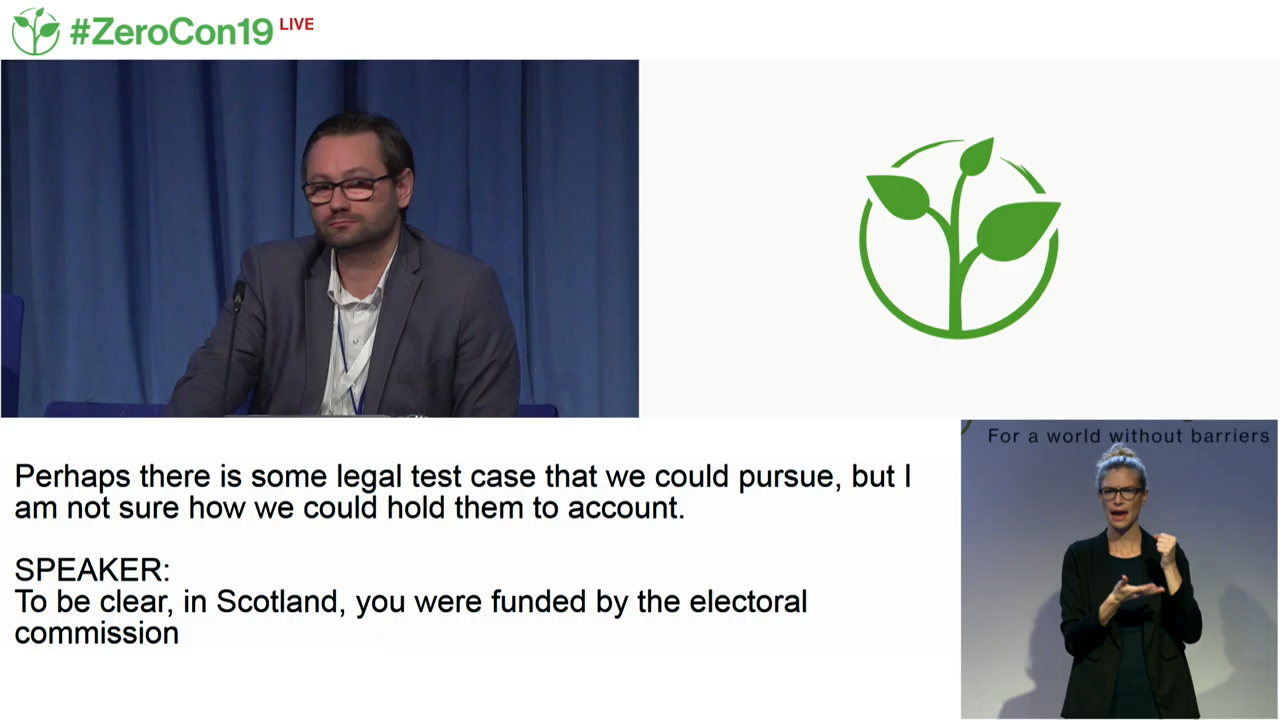 #ZeroCon19 LIVE
For a world without barriers
Perhaps there is some legal test case that we could pursue, but I
am not sure how we could hold them to account.
SPEAKER:
To be clear, in Scotland, you were funded by the electoral
commission